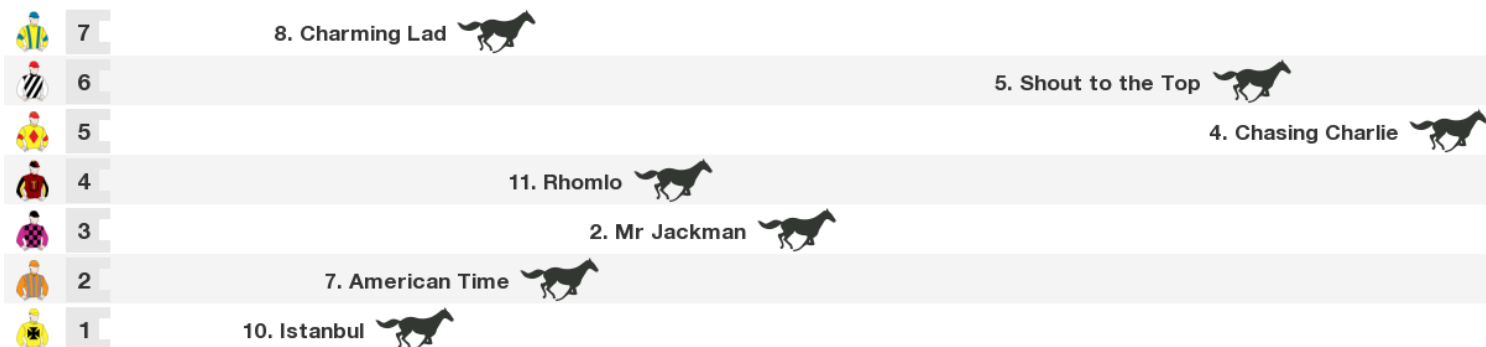 7 8. Charming Lad
6 5. Shout to the Top
5 4. Chasing Charlie
4 11. Rhomlo
3 2. Mr Jackman
2 7. American Time
1 10. Istanbul